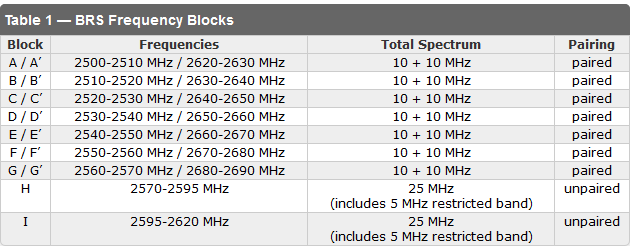 Table 1 — BRS Frequency Blocks
Block Frequencies Total Spectrum Pairing
A / A′ 2500-2510 MHz / 2620-2630 MHz 10 + 10 MHz paired
B / B′ 2510-2520 MHz / 2630-2640 MHz 10 + 10 MHz paired
C / C′ 2520-2530 MHz / 2640-2650 MHz 10 + 10 MHz paired
D / D′ 2530-2540 MHz / 2650-2660 MHz 10 + 10 MHz paired
E / E′ 2540-2550 MHz / 2660-2670 MHz 10 + 10 MHz paired
F / F′ 2550-2560 MHz / 2670-2680 MHz 10 + 10 MHz paired
G / G′ 2560-2570 MHz / 2680-2690 MHz 10 + 10 MHz paired
H 2570-2595 MHz 25 MHz unpaired
(includes 5 MHz restricted band)
I 2595-2620 MHz 25 MHz unpaired
(includes 5 MHz restricted band)